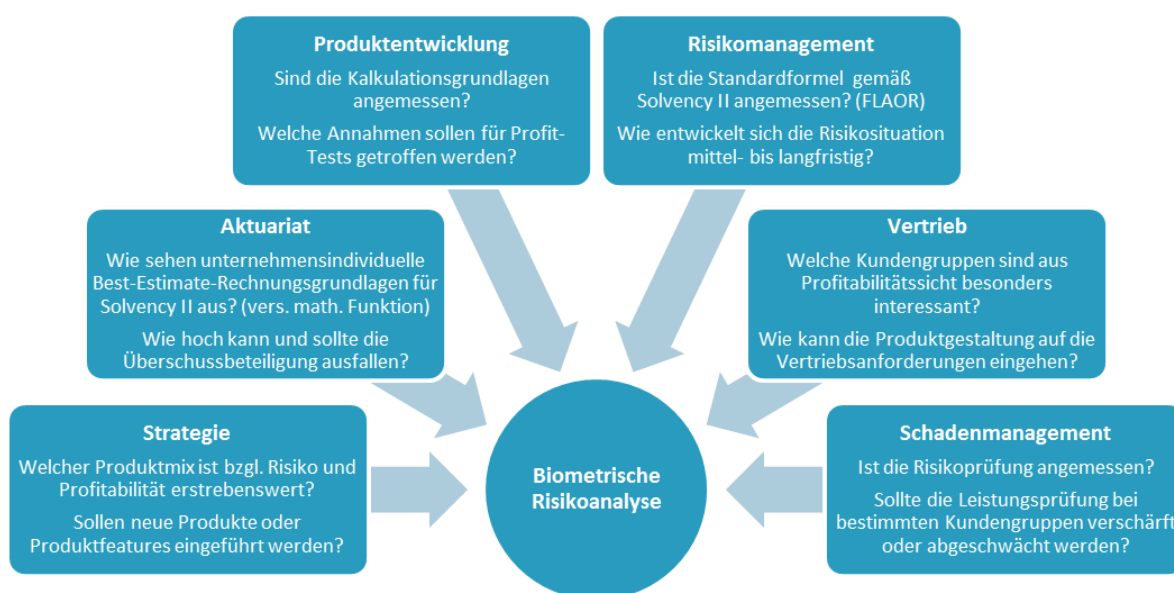 Produktentwicklung
Sind die Kalkulationsgrundlagen
angemessen?
Welche Annahmen sollen für Profit-
Tests getroffen werden?
Risikomanagement
Ist die Standardformel gemäß
Solvency II angemessen? (FLAOR)
Wie entwickelt sich die Risikosituation
mittel- bis langfristig?
Aktuariat
Wie sehen unternehmensindividuelle
Best-Estimate-Rechnungsgrundlagen für
Solvency II aus? (vers. math. Funktion)
Wie hoch kann und sollte die
Überschussbeteiligung ausfallen?
Vertrieb
Welche Kundengruppen sind aus
Profitabilitätssicht besonders
interessant?
Wie kann die Produktgestaltung auf die
Vertriebsanforderungen eingehen?
Strategie
Welcher Produktmix ist bzgl. Risiko und
Profitabilität erstrebenswert?
Sollen neue Produkte oder
Produktfeatures eingeführt werden?
Biometrische
Risikoanalyse
Schadenmanagement
Ist die Risikoprüfung angemessen?
Sollte die Leistungsprüfung bei
bestimmten Kundengruppen verschärft
oder abgeschwächt werden?